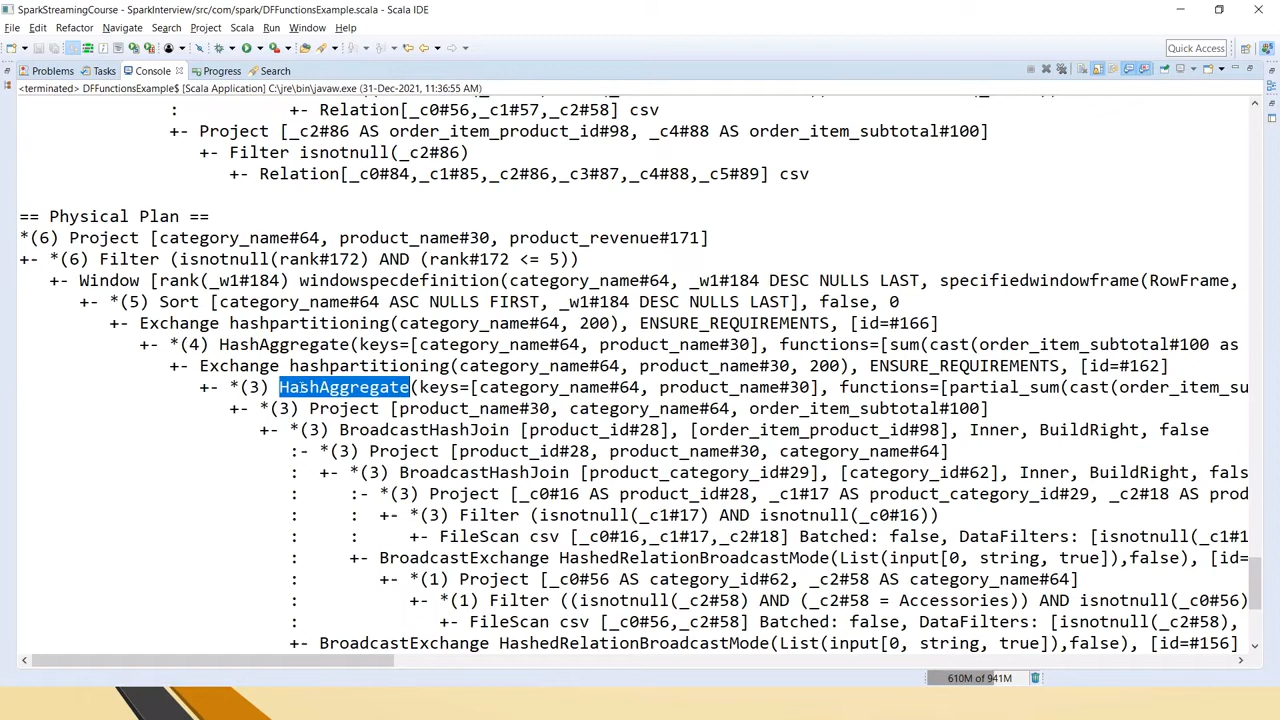 SparkStreamingCourse - SparkInterview/src/com/spark/DFFunctionsExample.scala - Scala IDE
File Edit Refactor Navigate Search Project Scala Run Window Help
Quick Access
Problems Tasks Console Progress Search
<terminated> DFFunctionsExample$ [Scala Application] C:\jre\bin\javaw.exe (31-Dec-2021, 11:36:55 AM)
: +- Relation[_c0#56,_c1#57,_c2#58] csv
+- Project [_c2#86 AS order_item_product_id#98, _c4#88 AS order_item_subtotal#100]
+- Filter isnotnull(_c2#86)
+- Relation[_c0#84,_c1#85,_c2#86,_c3#87,_c4#88,_c5#89] csv
== Physical Plan ==
*(6) Project [category_name#64, product_name#30, product_revenue#171]
+- *(6) Filter (isnotnull(rank#172) AND (rank#172 <= 5))
+- Window [rank(_w1#184) windowspecdefinition(category_name#64, _w1#184 DESC NULLS LAST, specifiedwindowframe(RowFrame,
+- *(5) Sort [category_name#64 ASC NULLS FIRST, _w1#184 DESC NULLS LAST], false, 0
+- Exchange hashpartitioning(category_name#64, 200), ENSURE_REQUIREMENTS, [id=#166]
+- *(4) HashAggregate(keys=[category_name#64, product_name#30], functions=[sum(cast(order_item_subtotal#100 as
+- Exchange hashpartitioning(category_name#64, product_name#30, 200), ENSURE_REQUIREMENTS, [id=#162]
+- *(3) HashAggregate(keys=[category_name#64, product_name#30], functions=[partial_sum(cast(order_item_su
+- *(3) Project [product_name#30, category_name#64, order_item_subtotal#100]
+- *(3) BroadcastHashJoin [product_id#28], [order_item_product_id#98], Inner, BuildRight, false
:- *(3) Project [product_id#28, product_name#30, category_name#64]
: +- *(3) BroadcastHashJoin [product_category_id#29], [category_id#62], Inner, BuildRight, fals
: :- *(3) Project [_c0#16 AS product_id#28, _c1#17 AS product_category_id#29, _c2#18 AS prod
: : +- *(3) Filter (isnotnull(_c1#17) AND isnotnull(_c0#16))
: : +- FileScan csv [_c0#16,_c1#17,_c2#18] Batched: false, DataFilters: [isnotnull(_c1#1
: +- BroadcastExchange HashedRelationBroadcastMode(List(input[0, string, true]),false), [id=
: +- *(1) Project [_c0#56 AS category_id#62, _c2#58 AS category_name#64]
: +- *(1) Filter ((isnotnull(_c2#58) AND (_c2#58 = Accessories)) AND isnotnull(_c0#56)
: +- FileScan csv [_c0#56,_c2#58] Batched: false, DataFilters: [isnotnull(_c2#58),
+- BroadcastExchange HashedRelationBroadcastMode(List(input[0, string, true]),false), [id=#156]
610M of 941M